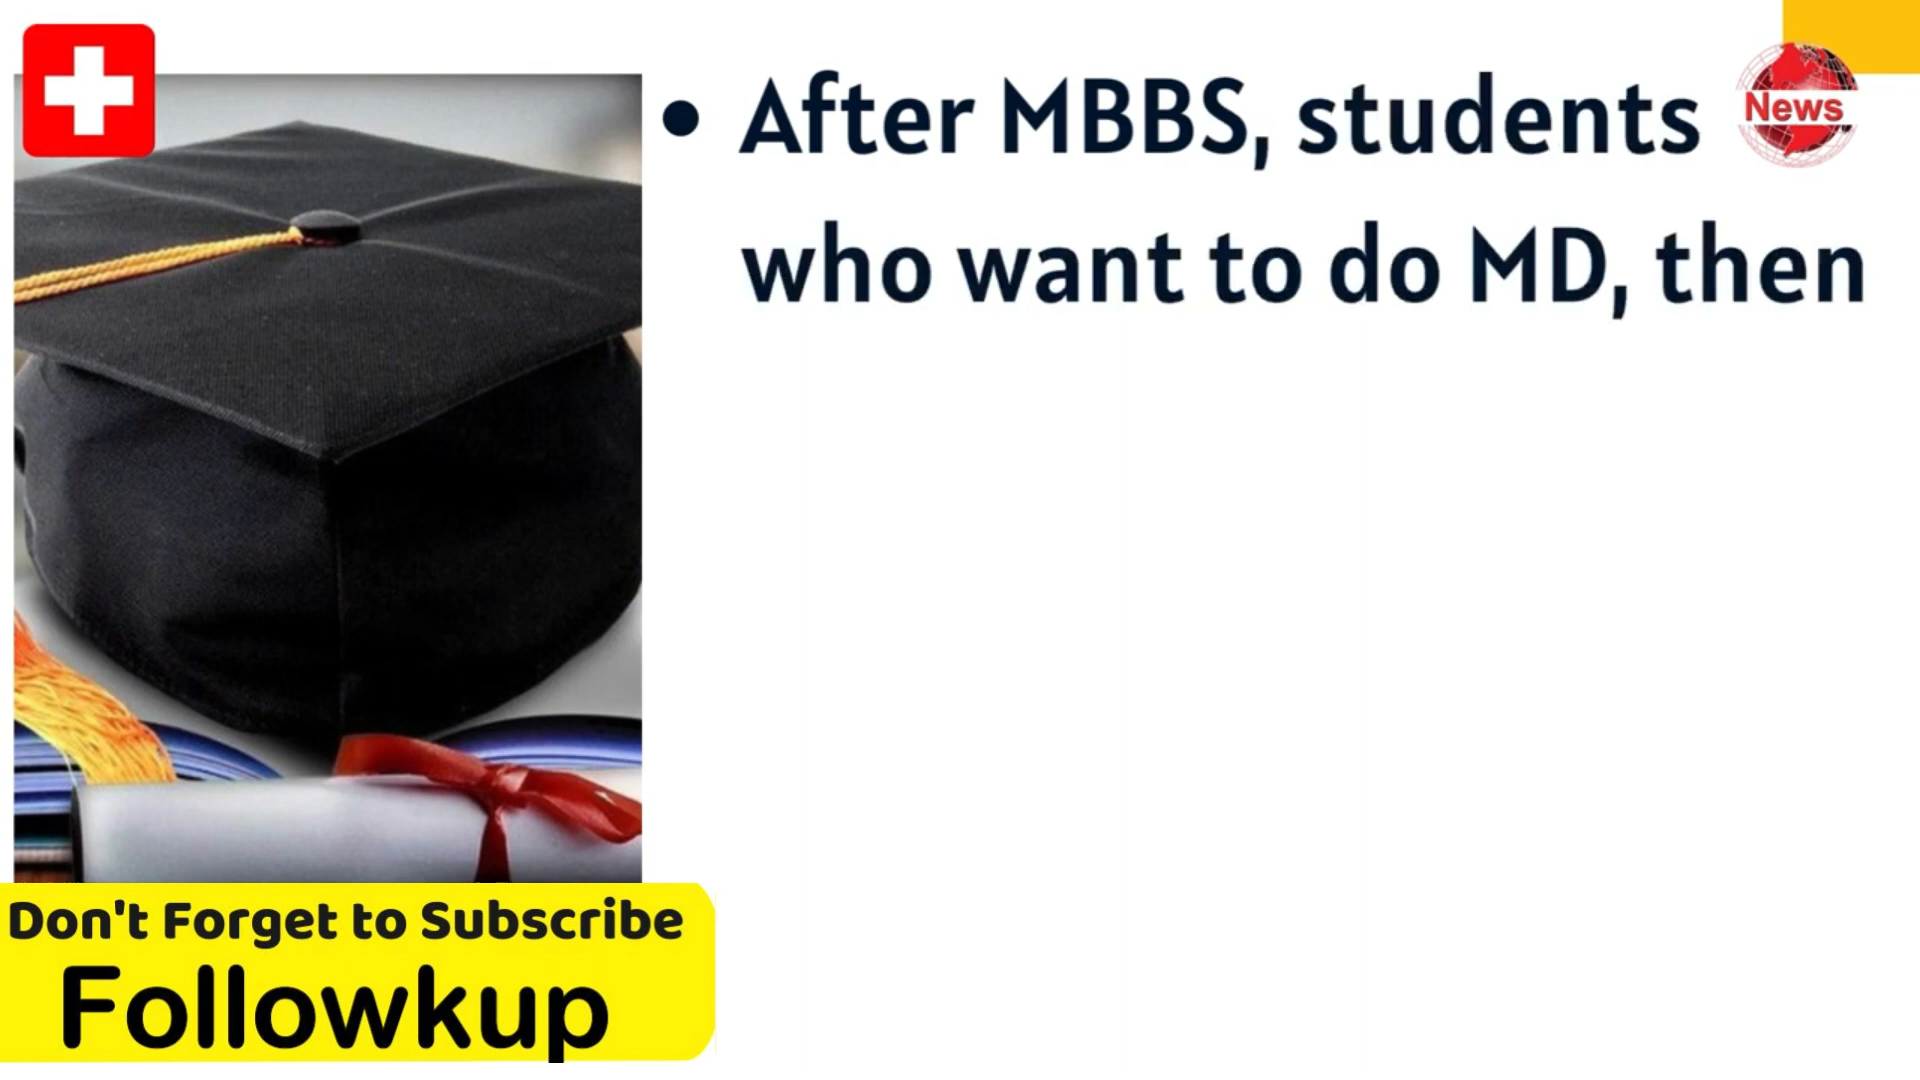 • After MBBS, students
who want to do MD, then
News
Don't Forget to Subscribe
Followkup